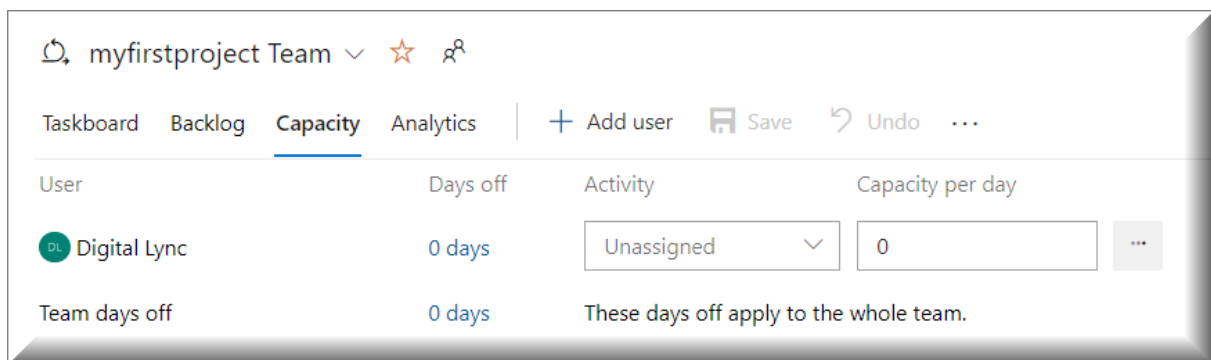 myfirstproject Team
Taskboard Backlog Capacity Analytics + Add user Save Undo ...
User Days off Activity Capacity per day
DL Digital Lync 0 days Unassigned 0 ...
Team days off 0 days These days off apply to the whole team.